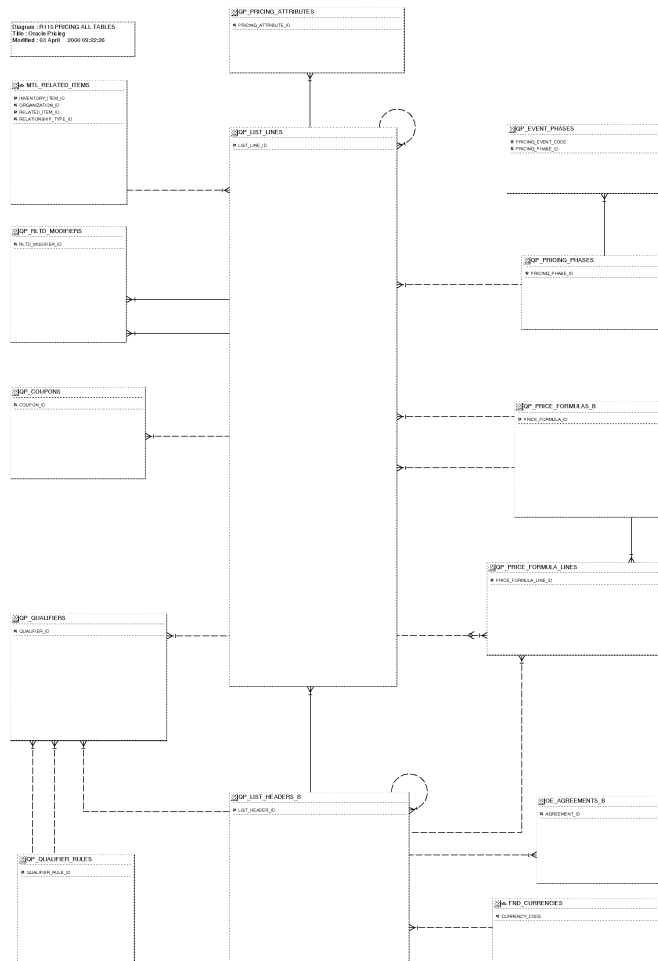 Diagram : R115 PRICING ALL TABLES
Title : Oracle Pricing
Modified : 03 April 2000 09:22:26
QP_PRICING_ATTRIBUTES
PRICING_ATTRIBUTE_ID
MTL_RELATED_ITEMS
INVENTORY_ITEM_ID
ORGANIZATION_ID
RELATED_ITEM_ID
RELATIONSHIP_TYPE_ID
QP_LIST_LINES
LIST_LINE_ID
QP_EVENT_PHASES
PRICING_EVENT_CODE
PRICING_PHASE_ID
QP_RLTD_MODIFIERS
RLTD_MODIFIER_ID
QP_PRICING_PHASES
PRICING_PHASE_ID
QP_COUPONS
COUPON_ID
QP_PRICE_FORMULAS_B
PRICE_FORMULA_ID
QP_PRICE_FORMULA_LINES
PRICE_FORMULA_LINE_ID
QP_QUALIFIERS
QUALIFIER_ID
QP_LIST_HEADERS_B
LIST_HEADER_ID
OE_AGREEMENTS_B
AGREEMENT_ID
QP_QUALIFIER_RULES
QUALIFIER_RULE_ID
FND_CURRENCIES
CURRENCY_CODE